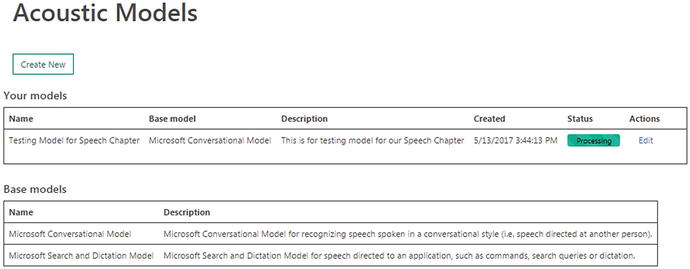 Acoustic Models
Create New
Your models
Name Base model Description Created Status Actions
Testing Model for Speech Chapter Microsoft Conversational Model This is for testing model for our Speech Chapter 5/13/2017 3:44:13 PM Processing Edit
Base models
Name Description
Microsoft Conversational Model Microsoft Conversational Model for recognizing speech spoken in a conversational style (i.e. speech directed at another person).
Microsoft Search and Dictation Model Microsoft Search and Dictation Model for speech directed to an application, such as commands, search queries or dictation.